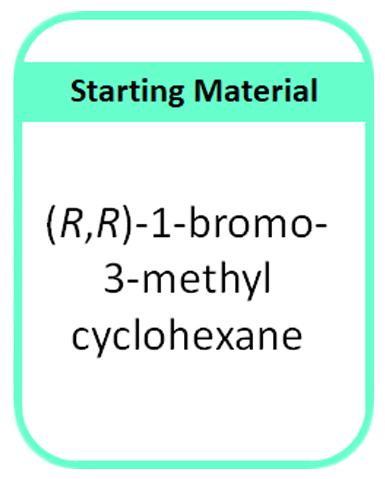 Starting Material
(R,R)-1-bromo-
3-methyl
cyclohexane